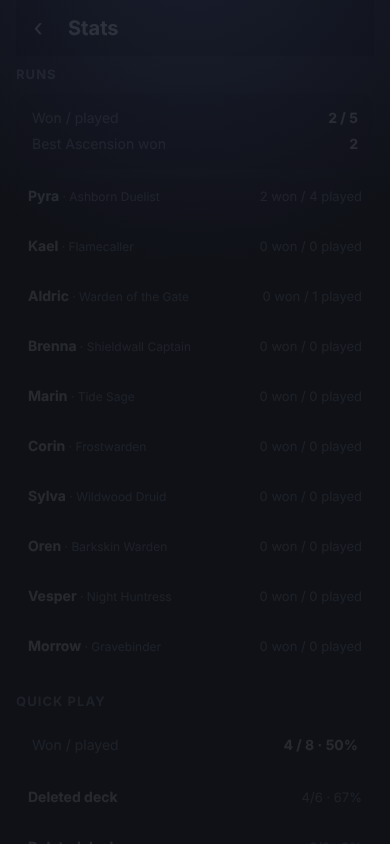 Stats
RUNS
Won / played 2 / 5
Best Ascension won 2
Pyra · Ashborn Duelist 2 won / 4 played
Kael · Flamecaller 0 won / 0 played
Aldric · Warden of the Gate 0 won / 1 played
Brenna · Shieldwall Captain 0 won / 0 played
Marin · Tide Sage 0 won / 0 played
Corin · Frostwarden 0 won / 0 played
Sylva · Wildwood Druid 0 won / 0 played
Oren · Barkskin Warden 0 won / 0 played
Vesper · Night Huntress 0 won / 0 played
Morrow · Gravebinder 0 won / 0 played
QUICK PLAY
Won / played 4 / 8 · 50%
Deleted deck 4/6 · 67%